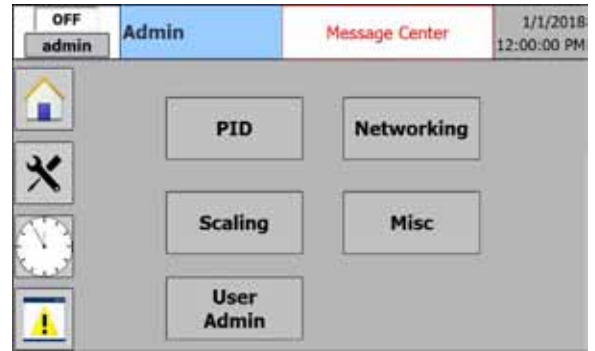 OFF
admin
Admin
Message Center
1/1/2018
12:00:00 PM
PID
Networking
Scaling
Misc
User
Admin